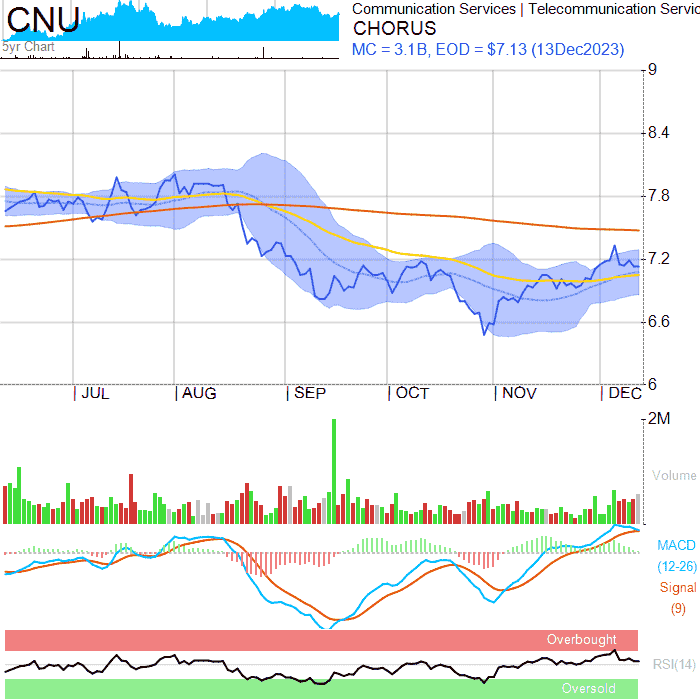 CNU
5yr Chart
Communication Services | Telecommunication Servic
CHORUS
MC = 3.1B, EOD = $7.13 (13Dec2023)
9
8.4
7.8
7.2
6.6
6
| JUL | AUG | SEP | OCT | NOV | DEC
2M
Volume
MACD
(12-26)
Signal
(9)
Overbought
RSI(14)
Oversold